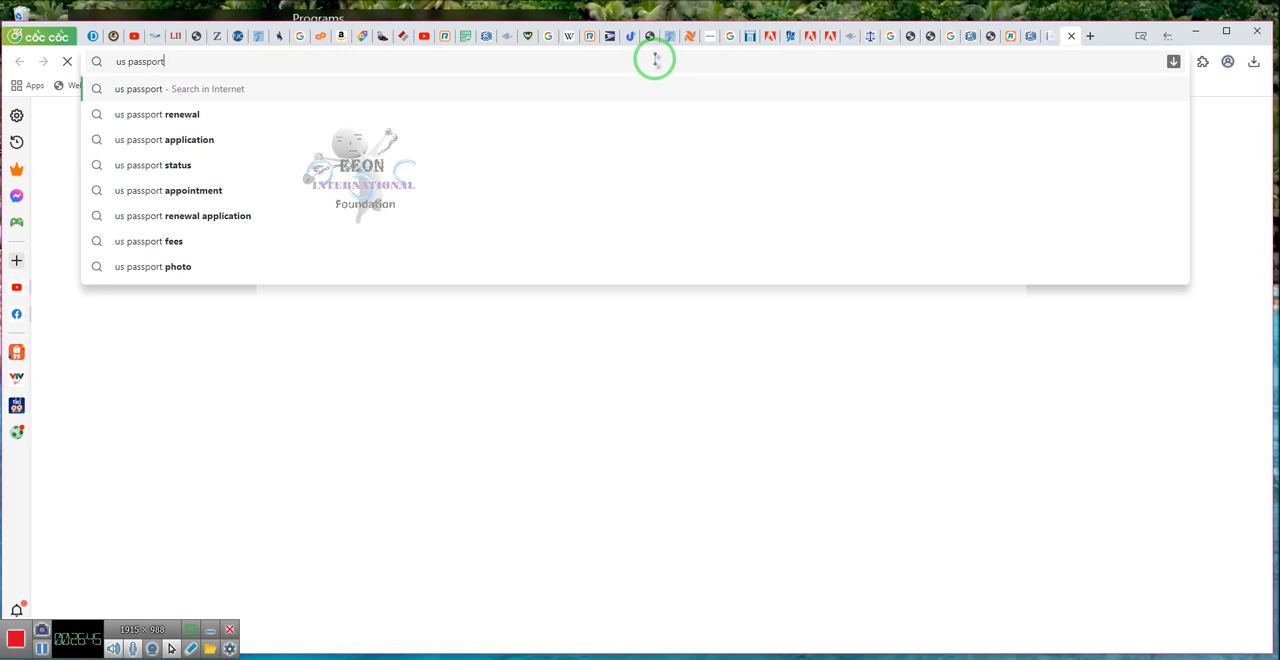 Programs
cốc cốc
us passport
Apps
We
us passport - Search in Internet
us passport renewal
us passport application
us passport status
us passport appointment
us passport renewal application
us passport fees
us passport photo
EEON
INTERNATIONAL
Foundation
1915 × 988
00:26:45